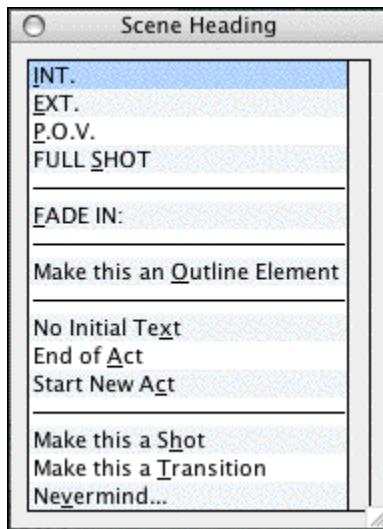 Scene Heading
INT.
EXT.
P.O.V.
FULL SHOT
FADE IN:
Make this an Outline Element
No Initial Text
End of Act
Start New Act
Make this a Shot
Make this a Transition
Nevermind...